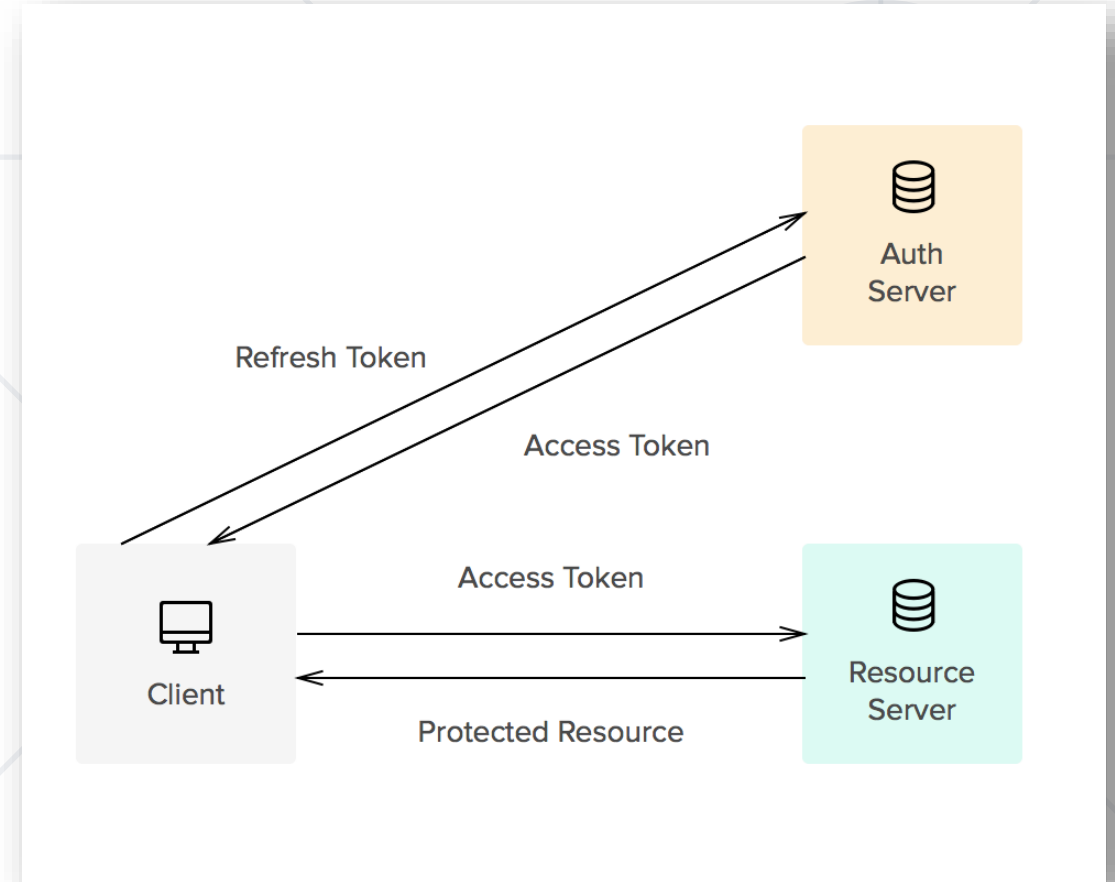 Auth
Server
Refresh Token
Access Token
Access Token
Client
Resource
Server
Protected Resource